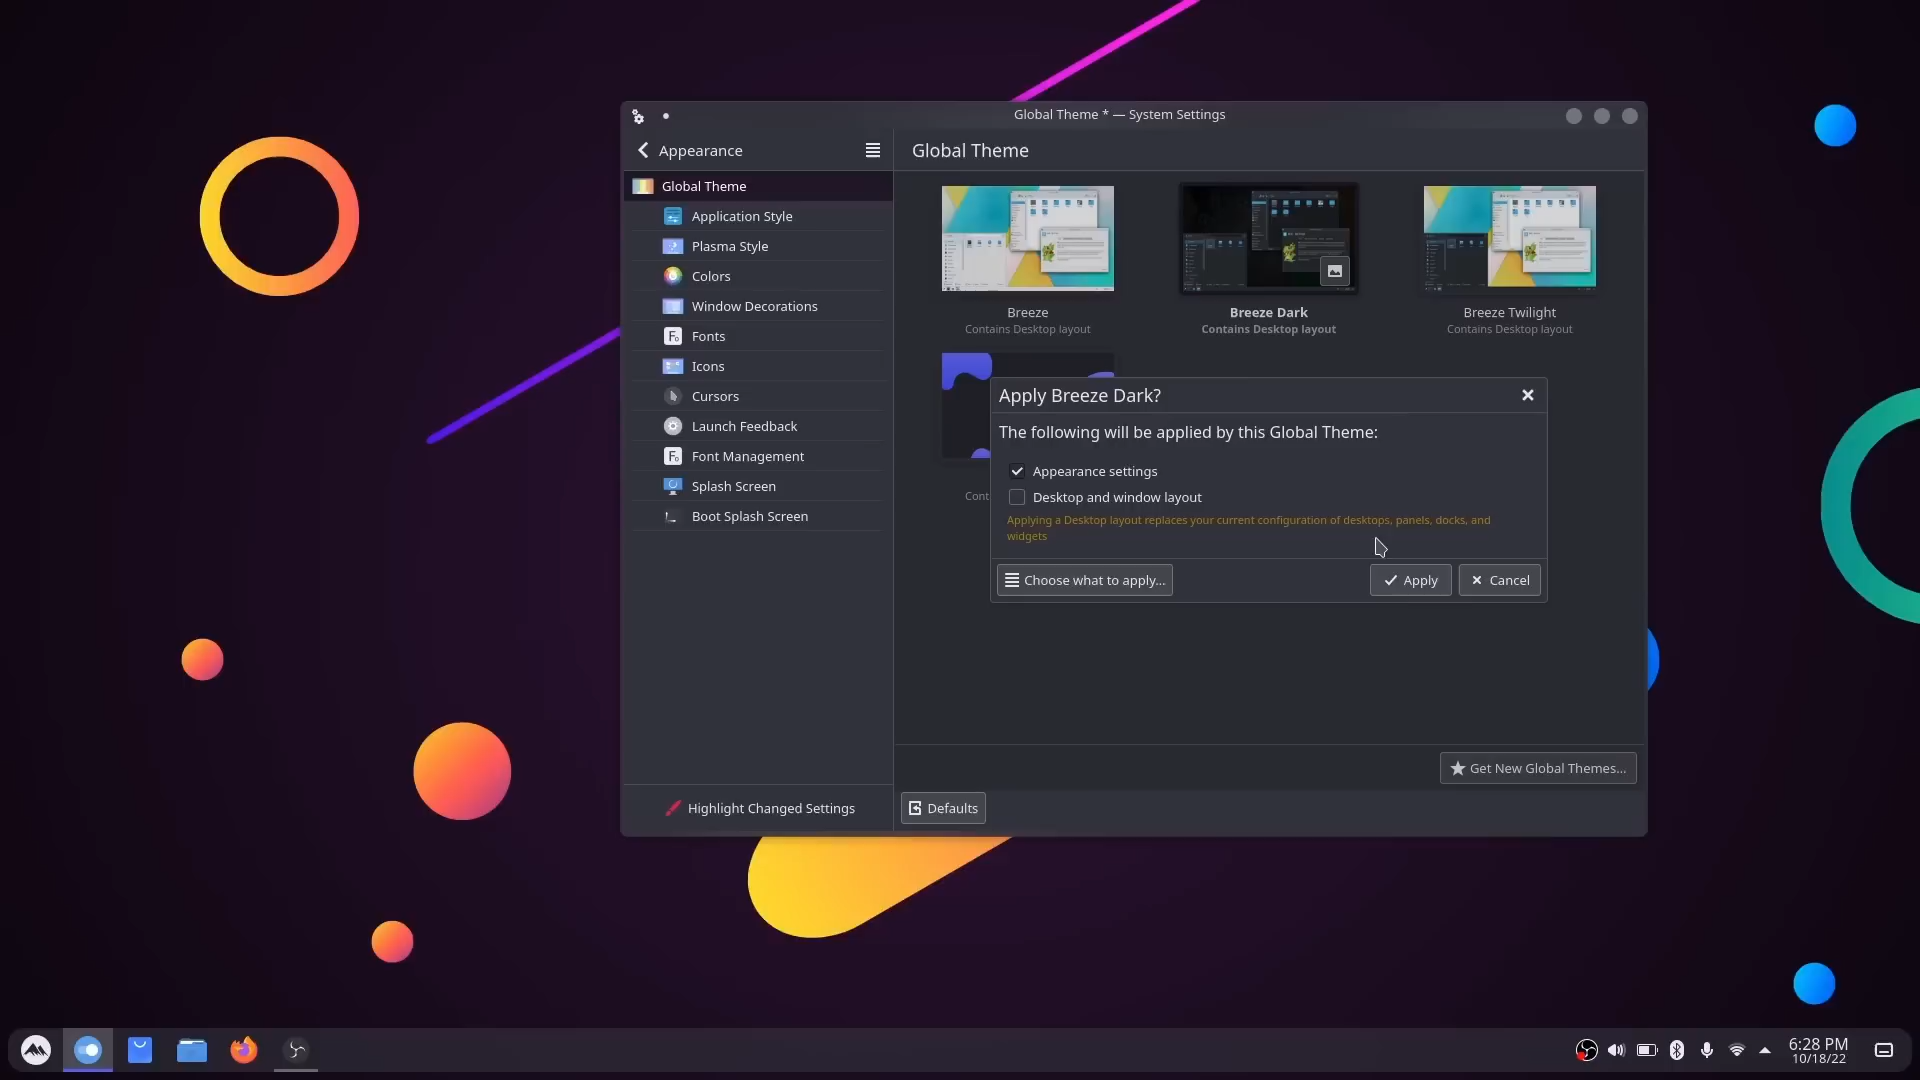 Global Theme * — System Settings
Appearance
Global Theme
Global Theme
Application Style
Plasma Style
Colors
Window Decorations
Fonts
Icons
Cursors
Launch Feedback
Font Management
Splash Screen
Boot Splash Screen
Highlight Changed Settings
Breeze
Contains Desktop layout
Breeze Dark
Contains Desktop layout
Breeze Twilight
Contains Desktop layout
Cont
Apply Breeze Dark?
The following will be applied by this Global Theme:
Appearance settings
Desktop and window layout
Applying a Desktop layout replaces your current configuration of desktops, panels, docks, and
widgets
Choose what to apply...
Apply
Cancel
Get New Global Themes...
Defaults
6:28 PM
10/18/22